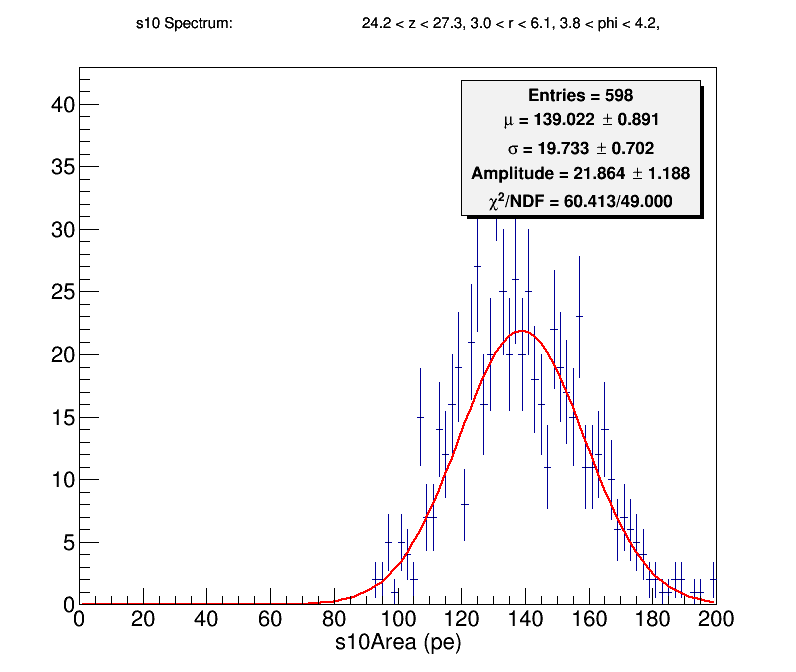 s10 Spectrum: 24.2 < z < 27.3, 3.0 < r < 6.1, 3.8 < phi < 4.2,
Entries = 598
μ = 139.022 ± 0.891
σ = 19.733 ± 0.702
Amplitude = 21.864 ± 1.188
χ²/NDF = 60.413/49.000
40
35
30
25
20
15
10
5
0
0 20 40 60 80 100 120 140 160 180 200
s10Area (pe)